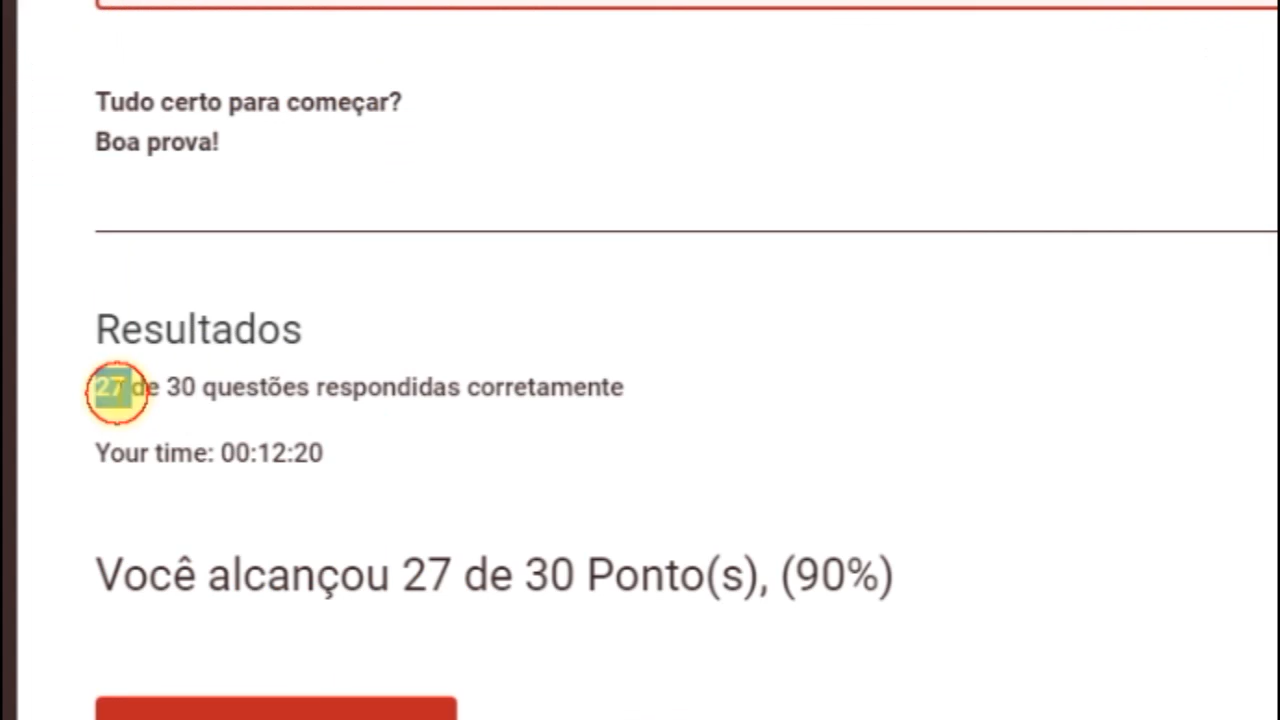 Tudo certo para começar?
Boa prova!
Resultados
27 de 30 questões respondidas corretamente
Your time: 00:12:20
Você alcançou 27 de 30 Ponto(s), (90%)